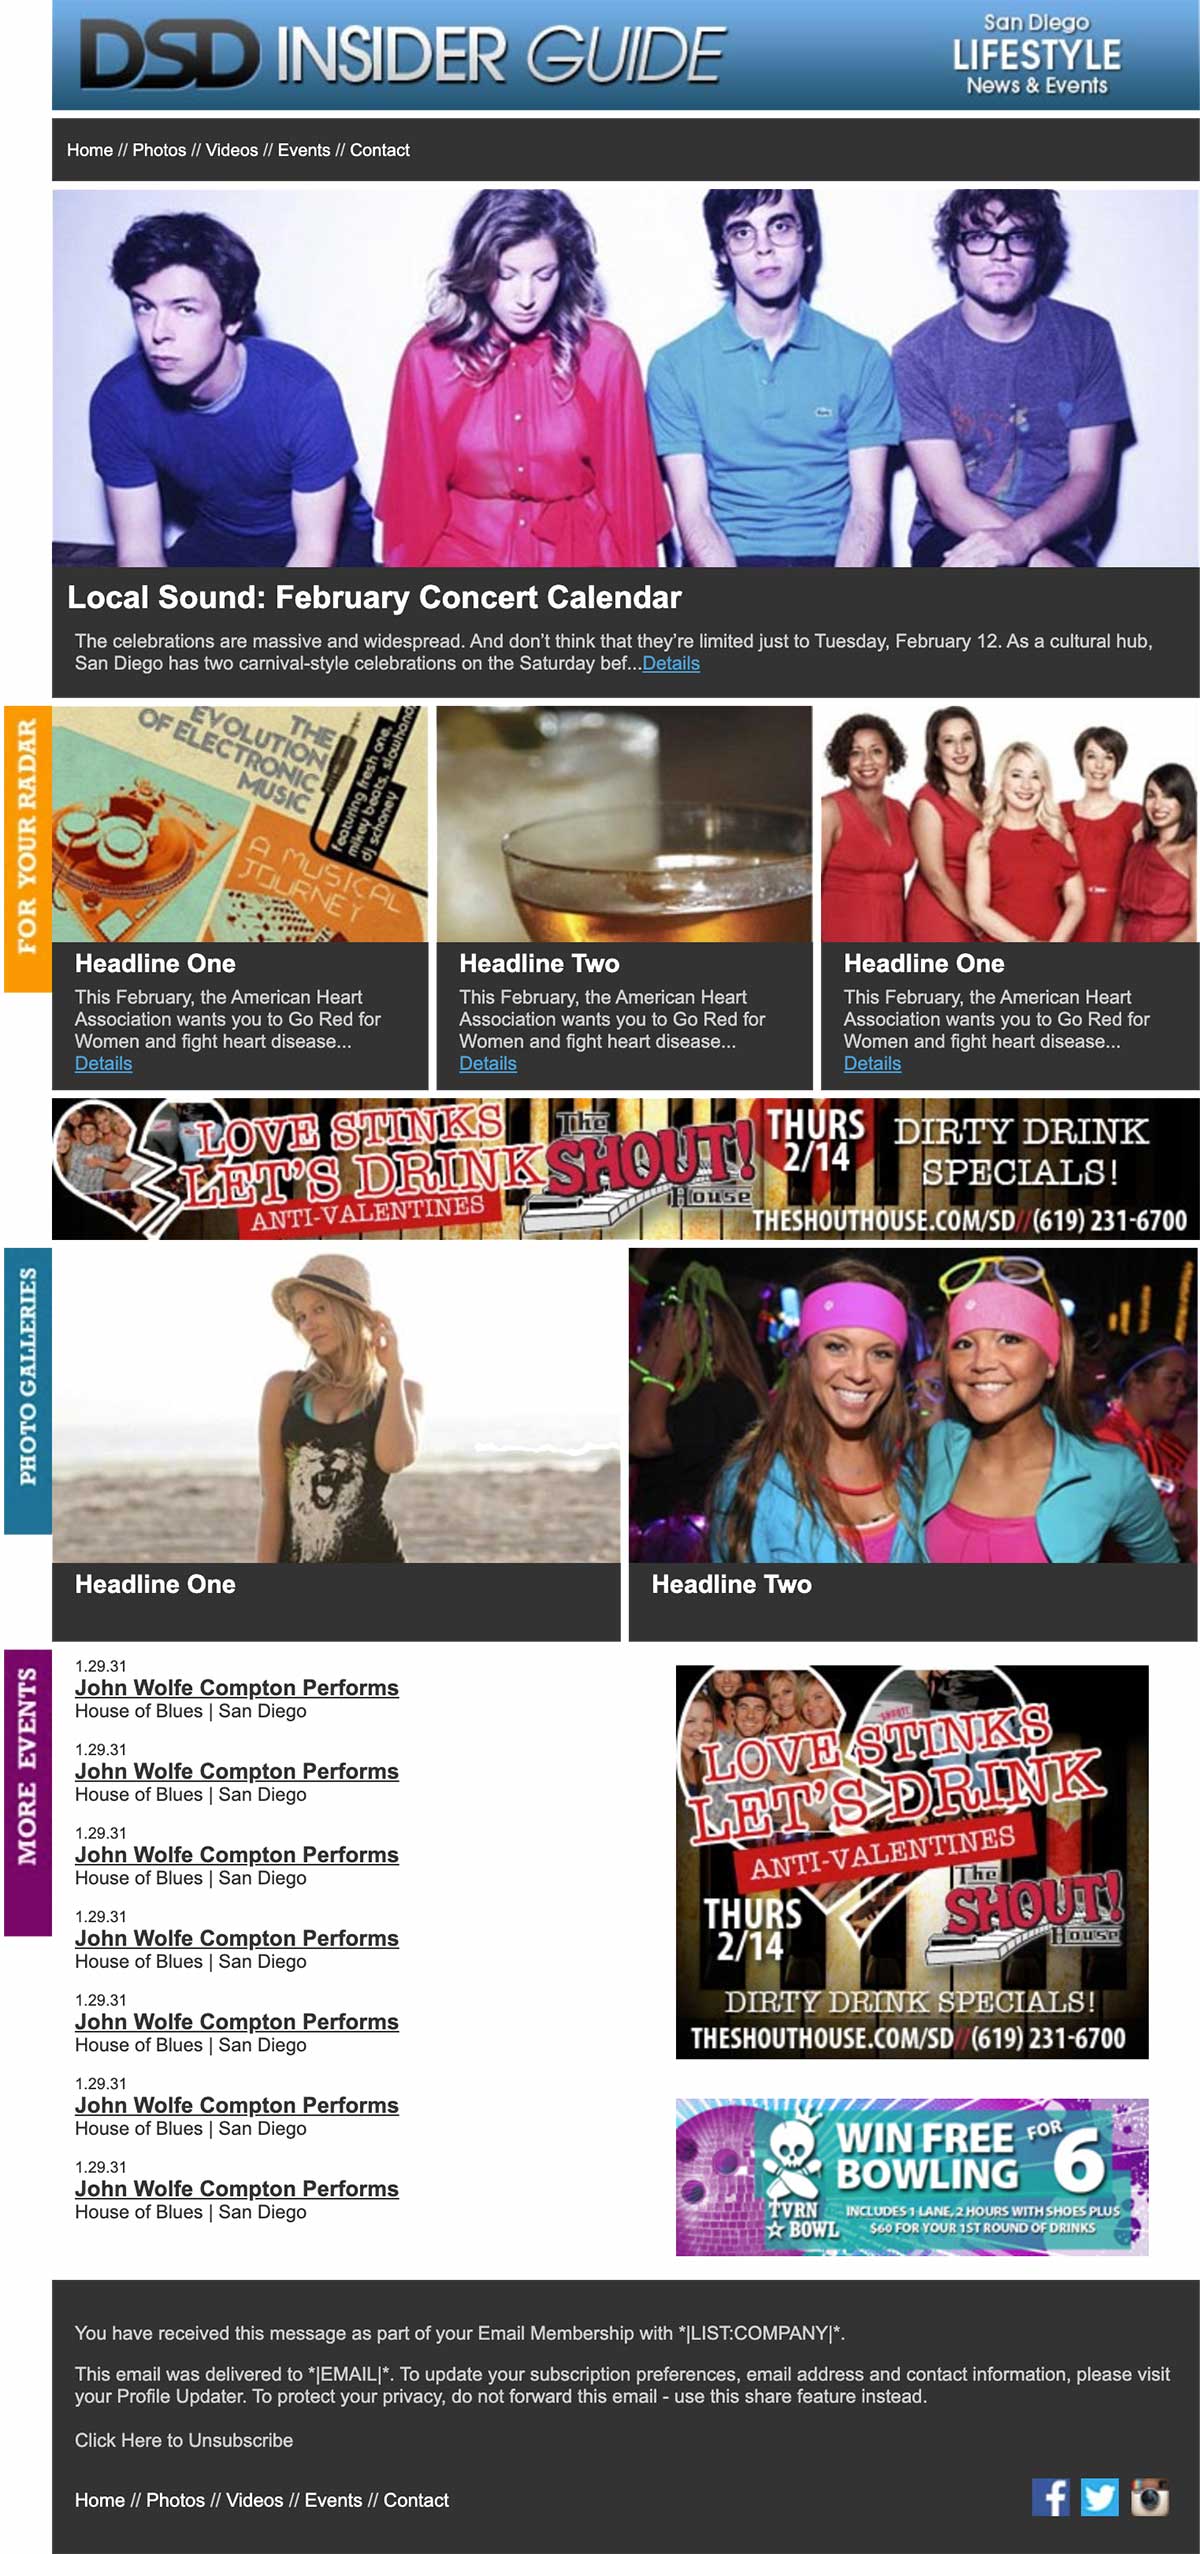 DSD INSIDER GUIDE
San Diego
LIFESTYLE
News & Events
Home // Photos // Videos // Events // Contact
Local Sound: February Concert Calendar
The celebrations are massive and widespread. And don’t think that they’re limited just to Tuesday, February 12. As a cultural hub,
San Diego has two carnival-style celebrations on the Saturday bef...Details
FOR YOUR RADAR
THE
EVOLUTION
OF ELECTRONIC
MUSIC
featuring fresh one,
mikey beats, slowhand,
dj schoney
A MUSICAL
JOURNEY
Headline One
This February, the American Heart
Association wants you to Go Red for
Women and fight heart disease...
Details
Headline Two
This February, the American Heart
Association wants you to Go Red for
Women and fight heart disease...
Details
Headline One
This February, the American Heart
Association wants you to Go Red for
Women and fight heart disease...
Details
LOVE STINKS
LET'S DRINK
ANTI-VALENTINES
The
SHOUT!
House
THURS
2/14
DIRTY DRINK
SPECIALS!
THESHOUTHOUSE.COM/SD//(619) 231-6700
PHOTO GALLERIES
Headline One
Headline Two
MORE EVENTS
1.29.31
John Wolfe Compton Performs
House of Blues | San Diego
1.29.31
John Wolfe Compton Performs
House of Blues | San Diego
1.29.31
John Wolfe Compton Performs
House of Blues | San Diego
1.29.31
John Wolfe Compton Performs
House of Blues | San Diego
1.29.31
John Wolfe Compton Performs
House of Blues | San Diego
1.29.31
John Wolfe Compton Performs
House of Blues | San Diego
1.29.31
John Wolfe Compton Performs
House of Blues | San Diego
LOVE STINKS
LET'S DRINK
ANTI-VALENTINES
The
SHOUT!
House
THURS
2/14
DIRTY DRINK SPECIALS!
THESHOUTHOUSE.COM/SD//(619) 231-6700
TVRN
BOWL
WIN FREE
BOWLING
FOR
6
INCLUDES 1 LANE, 2 HOURS WITH SHOES PLUS
$60 FOR YOUR 1ST ROUND OF DRINKS
You have received this message as part of your Email Membership with *|LIST:COMPANY|*.
This email was delivered to *|EMAIL|*. To update your subscription preferences, email address and contact information, please visit
your Profile Updater. To protect your privacy, do not forward this email - use this share feature instead.
Click Here to Unsubscribe
Home // Photos // Videos // Events // Contact